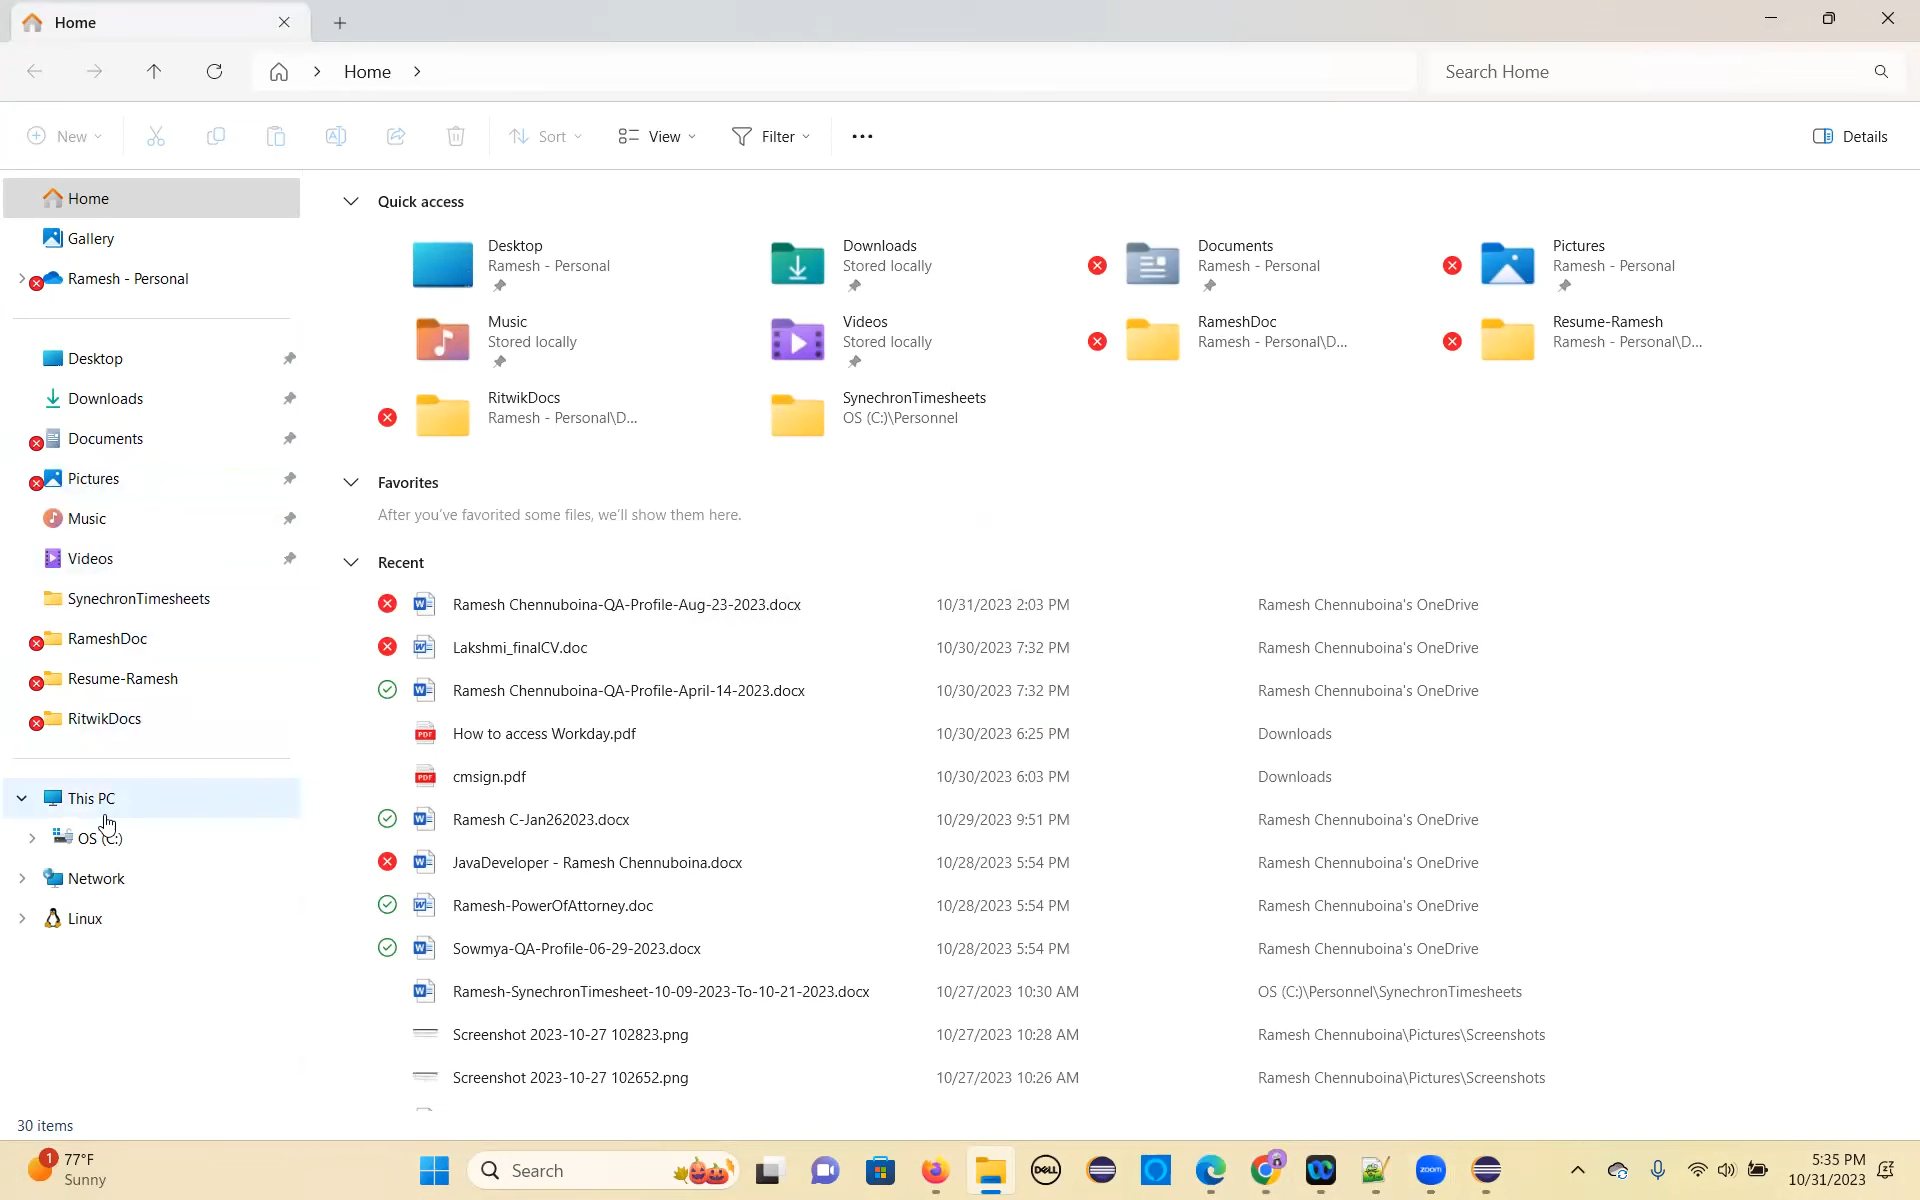 Home
Home
Search Home
New
Sort
View
Filter
Details
Home
Gallery
Ramesh - Personal
Desktop
Downloads
Documents
Pictures
Music
Videos
SynechronTimesheets
RameshDoc
Resume-Ramesh
RitwikDocs
This PC
OS (C:)
Network
Linux
Quick access
Desktop
Ramesh - Personal
Downloads
Stored locally
Documents
Ramesh - Personal
Pictures
Ramesh - Personal
Music
Stored locally
Videos
Stored locally
RameshDoc
Ramesh - Personal\D...
Resume-Ramesh
Ramesh - Personal\D...
RitwikDocs
Ramesh - Personal\D...
SynechronTimesheets
OS (C:)\Personnel
Favorites
After you've favorited some files, we'll show them here.
Recent
Ramesh Chennuboina-QA-Profile-Aug-23-2023.docx 10/31/2023 2:03 PM Ramesh Chennuboina's OneDrive
Lakshmi_finalCV.doc 10/30/2023 7:32 PM Ramesh Chennuboina's OneDrive
Ramesh Chennuboina-QA-Profile-April-14-2023.docx 10/30/2023 7:32 PM Ramesh Chennuboina's OneDrive
PDF How to access Workday.pdf 10/30/2023 6:25 PM Downloads
PDF cmsign.pdf 10/30/2023 6:03 PM Downloads
Ramesh C-Jan262023.docx 10/29/2023 9:51 PM Ramesh Chennuboina's OneDrive
JavaDeveloper - Ramesh Chennuboina.docx 10/28/2023 5:54 PM Ramesh Chennuboina's OneDrive
Ramesh-PowerOfAttorney.doc 10/28/2023 5:54 PM Ramesh Chennuboina's OneDrive
Sowmya-QA-Profile-06-29-2023.docx 10/28/2023 5:54 PM Ramesh Chennuboina's OneDrive
Ramesh-SynechronTimesheet-10-09-2023-To-10-21-2023.docx 10/27/2023 10:30 AM OS (C:)\Personnel\SynechronTimesheets
Screenshot 2023-10-27 102823.png 10/27/2023 10:28 AM Ramesh Chennuboina\Pictures\Screenshots
Screenshot 2023-10-27 102652.png 10/27/2023 10:26 AM Ramesh Chennuboina\Pictures\Screenshots
30 items
1
77°F
Sunny
Search
DELL
zoom
5:35 PM
10/31/2023